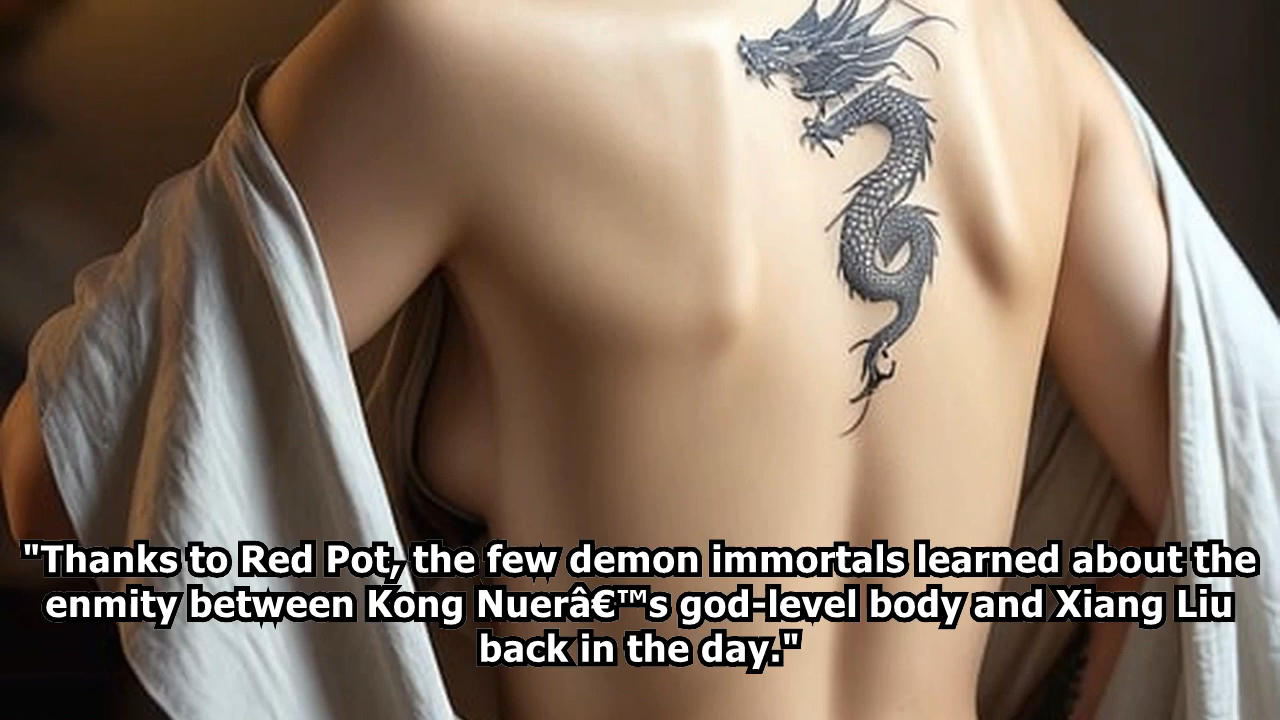 "Thanks to Red Pot, the few demon immortals learned about the
enmity between Kong Nuerâ€™s god-level body and Xiang Liu
back in the day."